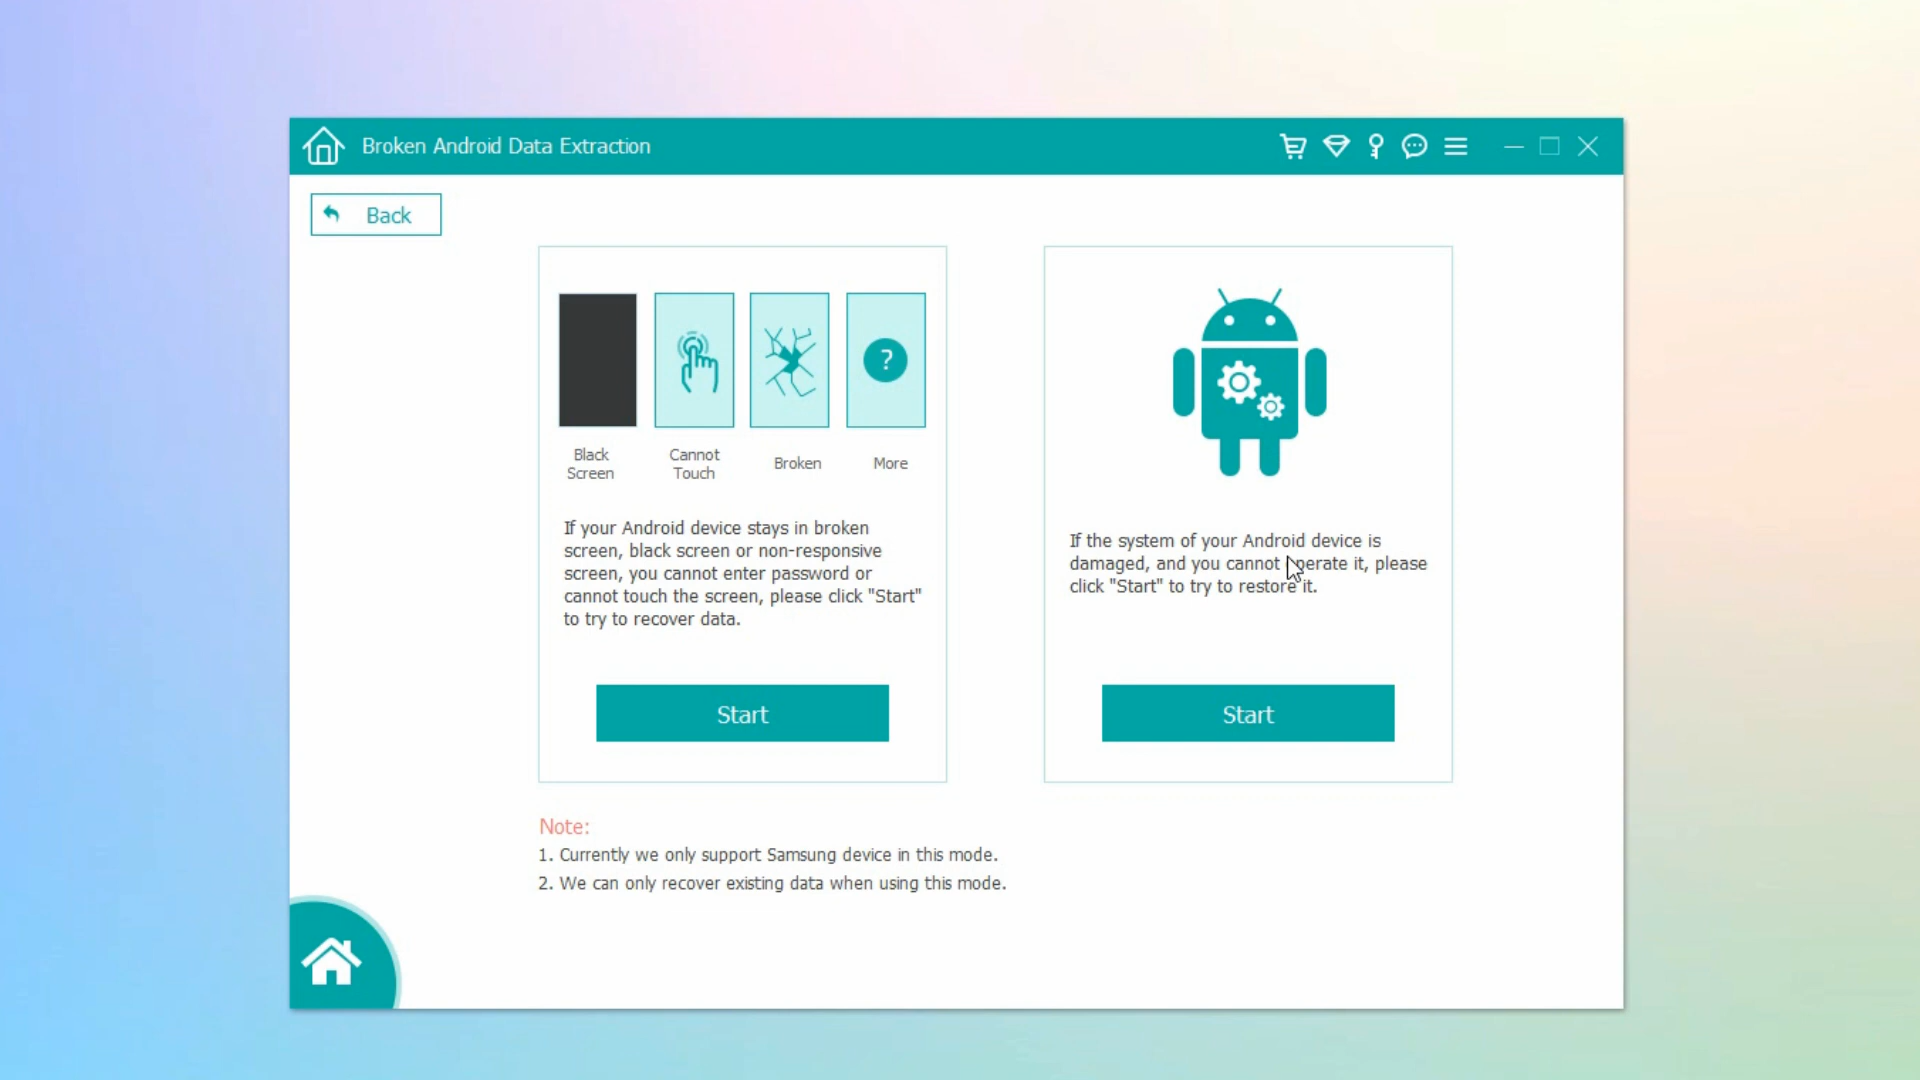 Broken Android Data Extraction
Back
Black
Screen
Cannot
Touch
Broken
?
More
If your Android device stays in broken
screen, black screen or non-responsive
screen, you cannot enter password or
cannot touch the screen, please click "Start"
to try to recover data.
Start
If the system of your Android device is
damaged, and you cannot operate it, please
click "Start" to try to restore it.
Start
Note:
1. Currently we only support Samsung device in this mode.
2. We can only recover existing data when using this mode.